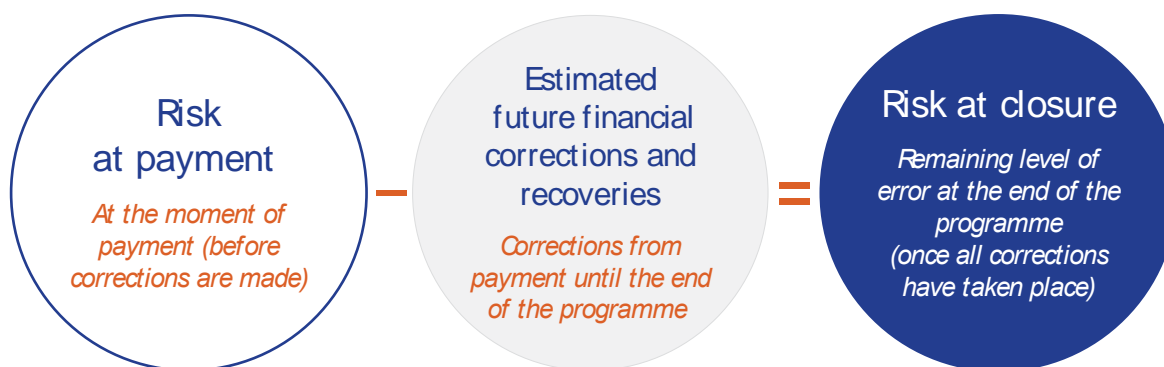 Risk
at payment
At the moment of
payment (before
corrections are made)
–
Estimated
future financial
corrections and
recoveries
Corrections from
payment until the end
of the programme
=
Risk at closure
Remaining level of
error at the end of the
programme
(once all corrections
have taken place)